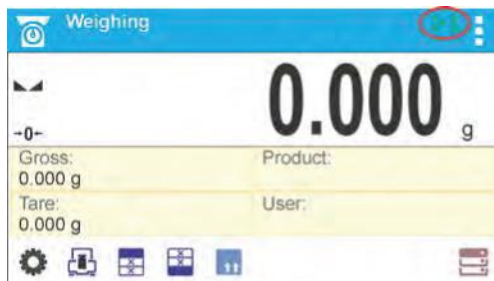 Weighing
0.000 g
→0←
Gross:
0.000 g
Product:
Tare:
0.000 g
User: